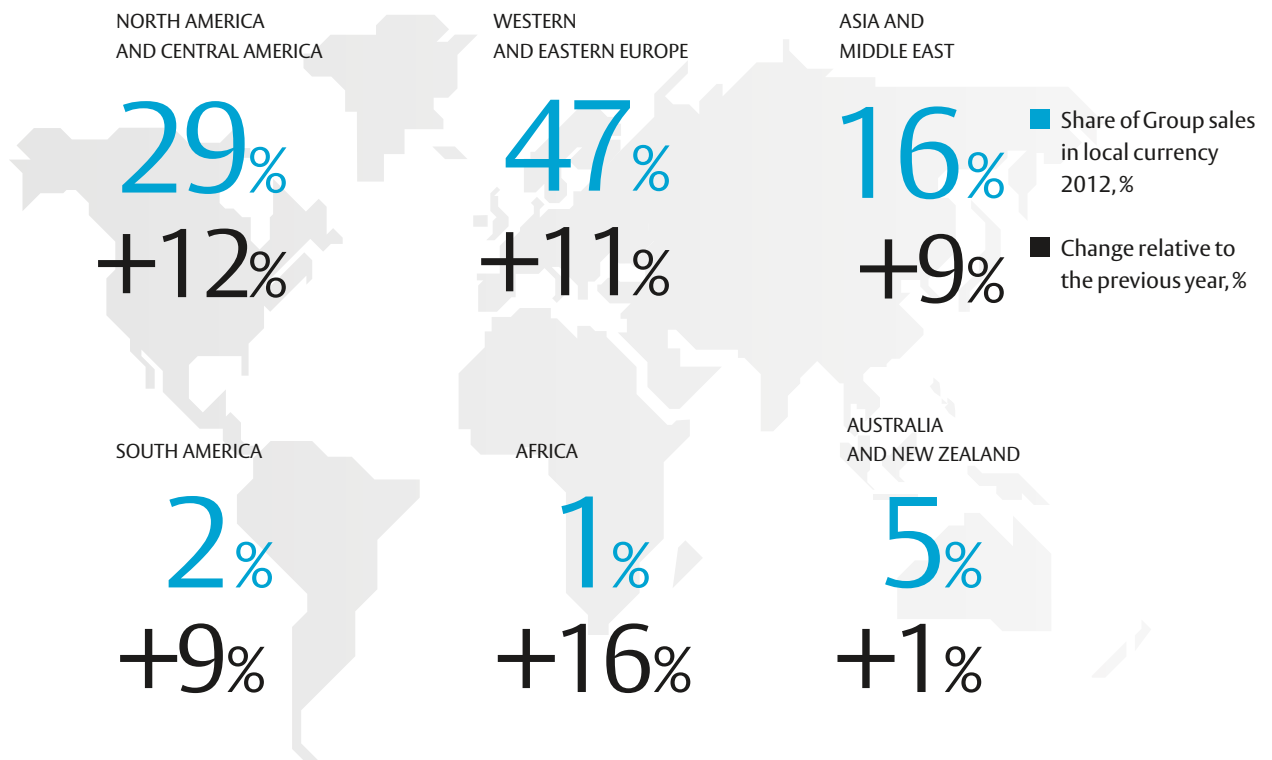 NORTH AMERICA
AND CENTRAL AMERICA
29%
+12%
WESTERN
AND EASTERN EUROPE
47%
+11%
ASIA AND
MIDDLE EAST
16%
+9%
Share of Group sales
in local currency
2012, %
Change relative to
the previous year, %
SOUTH AMERICA
2%
+9%
AFRICA
1%
+16%
AUSTRALIA
AND NEW ZEALAND
5%
+1%